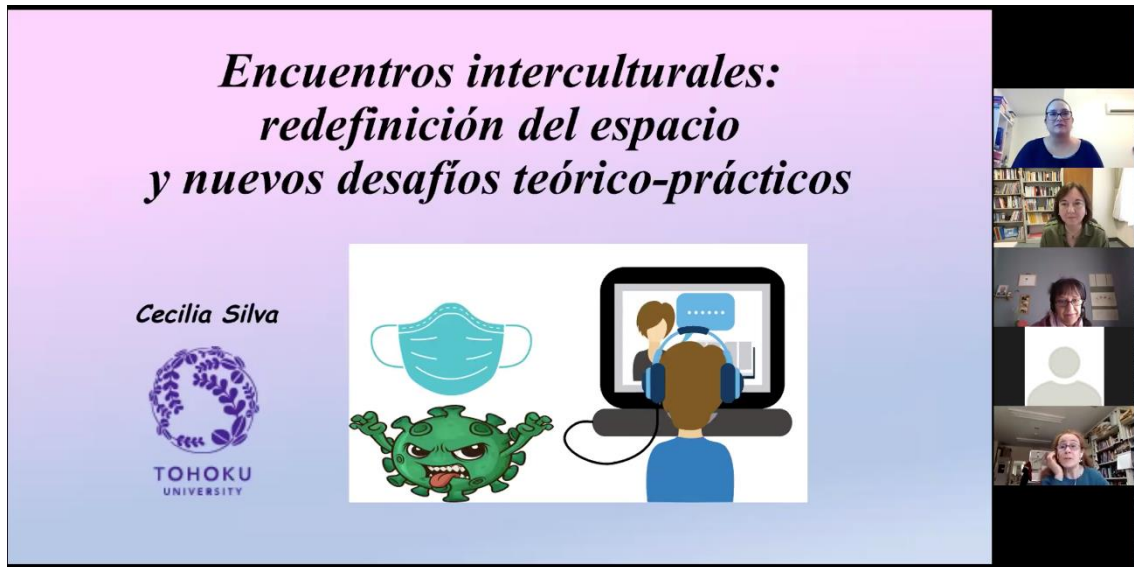 Encuentros interculturales:
redefinición del espacio
y nuevos desafíos teórico-prácticos
Cecilia Silva
TOHOKU
UNIVERSITY